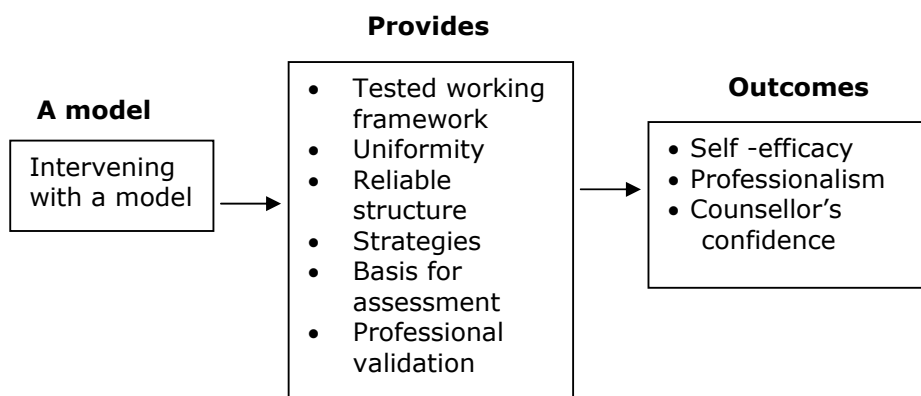 A model
Intervening
with a model
Provides
• Tested working
framework
• Uniformity
• Reliable
structure
• Strategies
• Basis for
assessment
• Professional
validation
Outcomes
• Self -efficacy
• Professionalism
• Counsellor’s
confidence